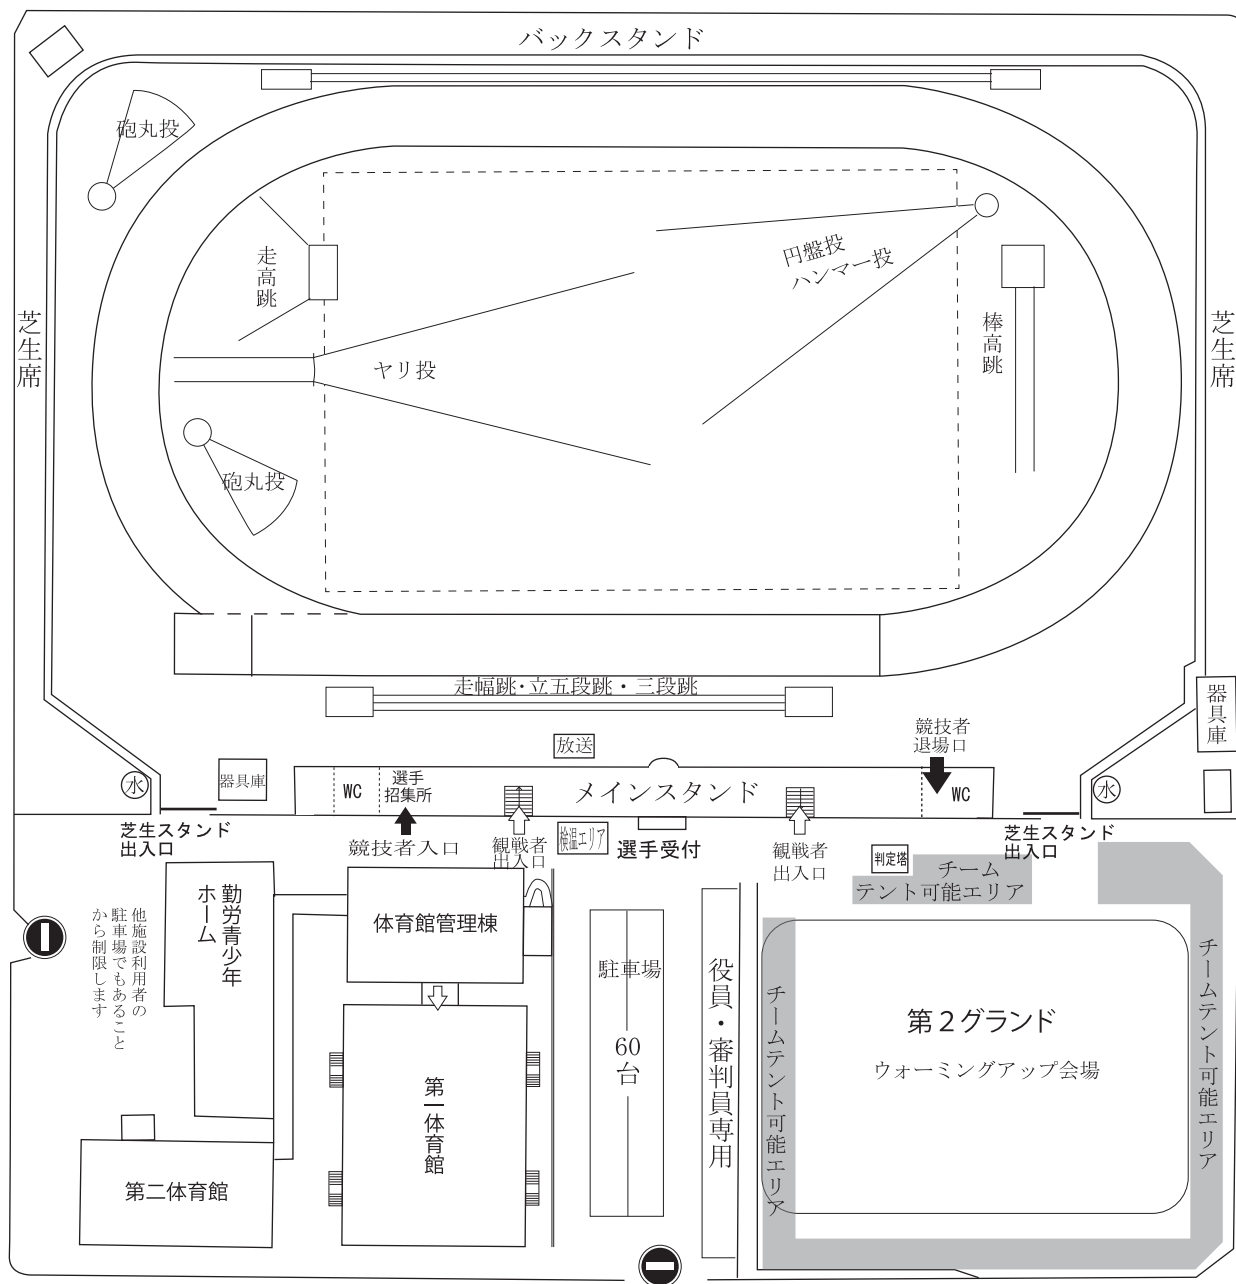 バックスタンド
砲丸投
走高跳
円盤投
ハンマー投
棒高跳
芝生席
芝生席
ヤリ投
砲丸投
走幅跳・立五段跳・三段跳
器具庫
放送
競技者
退場口
水
器具庫
WC
選手
招集所
メインスタンド
WC
水
芝生スタンド
出入口
競技者入口
観戦者
出入口
検温エリア
選手受付
観戦者
出入口
判定塔
芝生スタンド
出入口
チーム
テント可能エリア
勤労青少年
ホーム
他施設利用者の
駐車場でもあること
から制限します
体育館管理棟
駐車場
60
台
役員・審判員専用
チームテント可能エリア
第2グランド
ウォーミングアップ会場
チームテント可能エリア
第一体育館
第二体育館